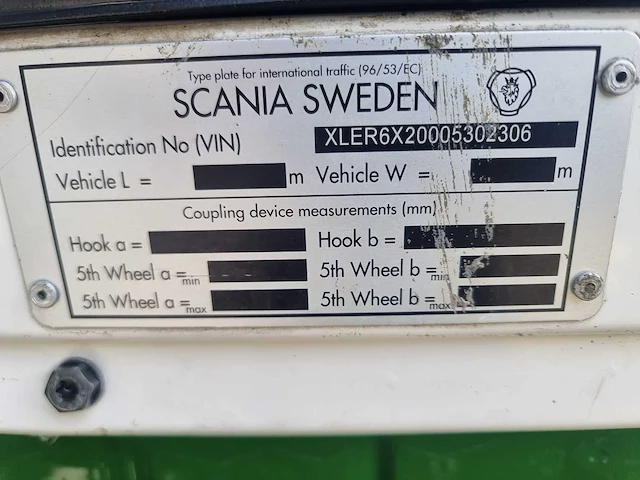 Type plate for international traffic (96/53/EC)
SCANIA SWEDEN
Identification No (VIN) XLER6X20005302306
Vehicle L = m Vehicle W = m
Coupling device measurements (mm)
Hook a = Hook b =
5th Wheel a = min 5th Wheel b = min
5th Wheel a = max 5th Wheel b = max